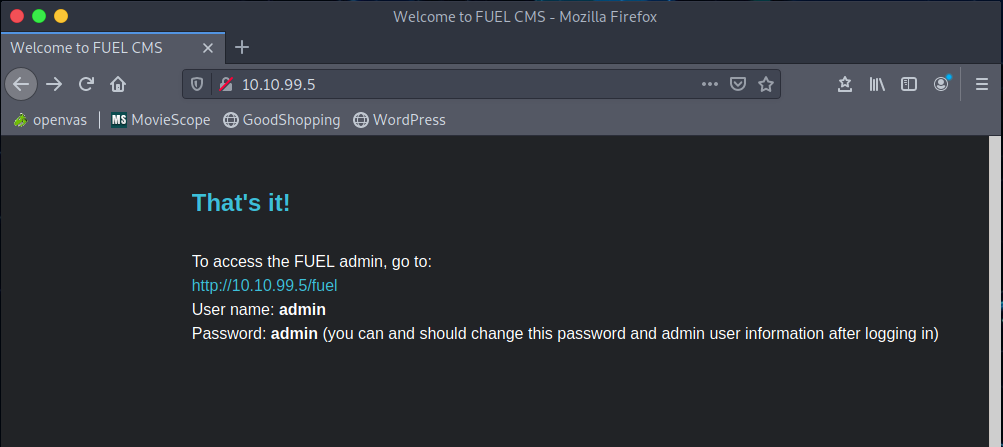 Welcome to FUEL CMS - Mozilla Firefox
Welcome to FUEL CMS
10.10.99.5
openvas MS MovieScope GoodShopping WordPress
That's it!
To access the FUEL admin, go to:
http://10.10.99.5/fuel
User name: admin
Password: admin (you can and should change this password and admin user information after logging in)